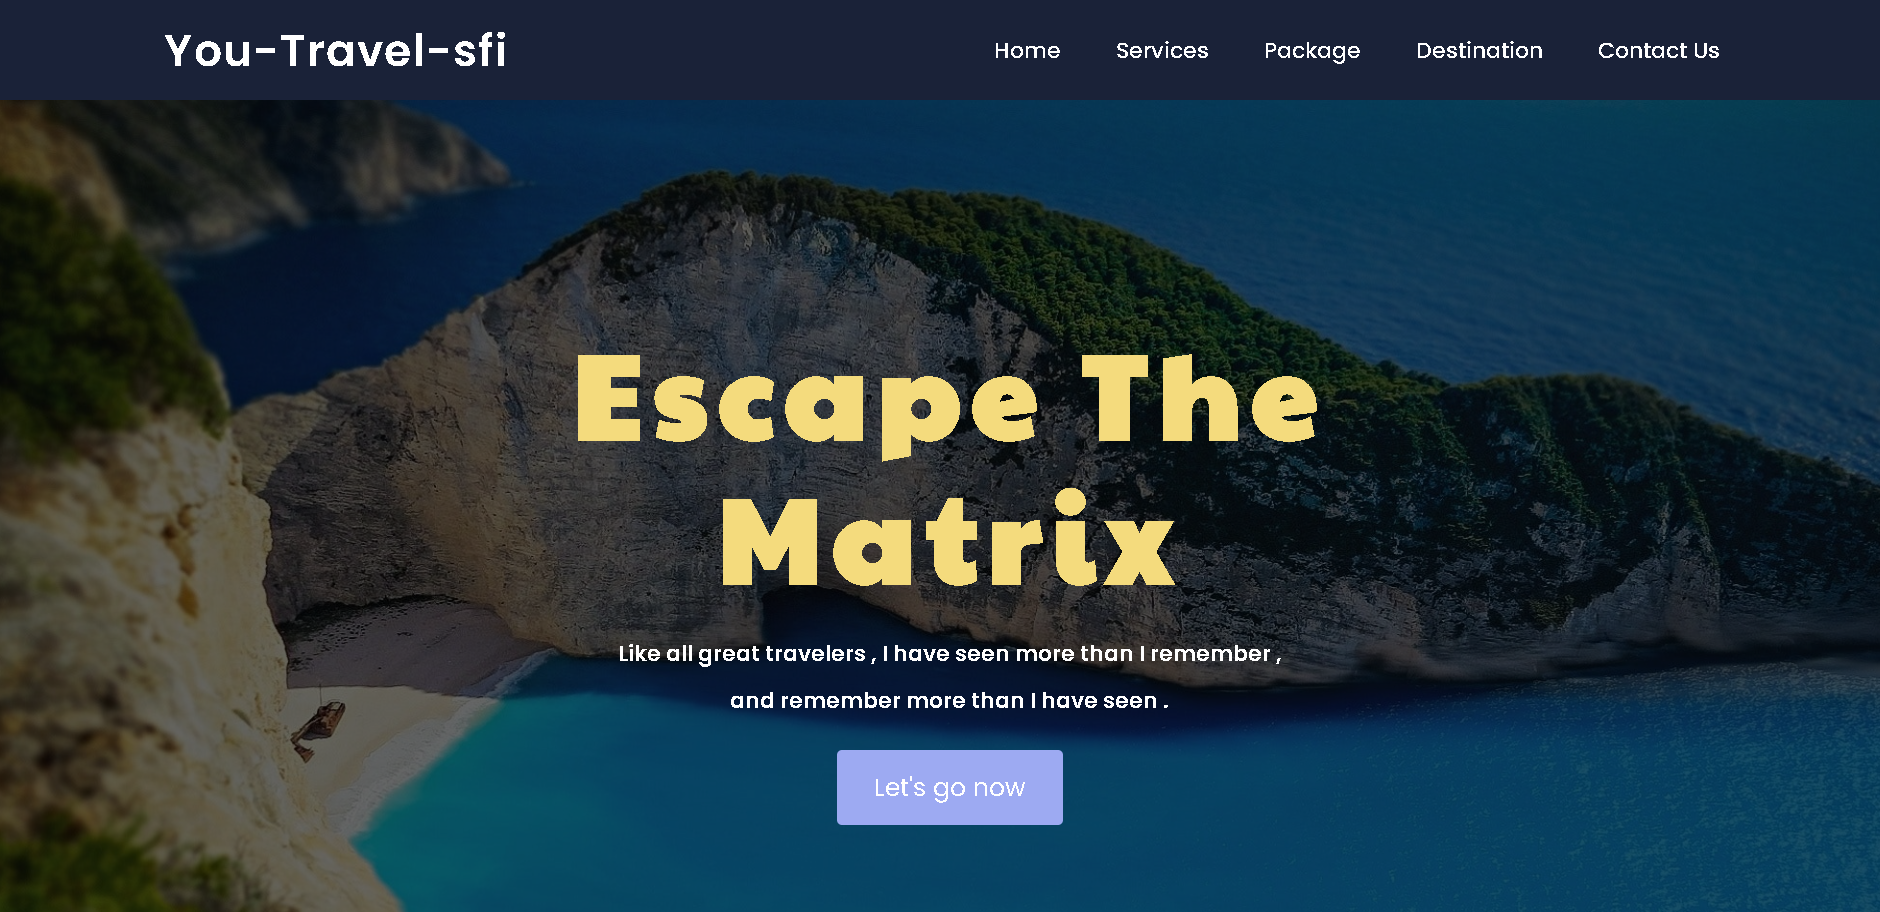 You-Travel-sfi
Home Services Package Destination Contact Us
Escape The
Matrix
Like all great travelers , I have seen more than I remember ,
and remember more than I have seen .
Let's go now